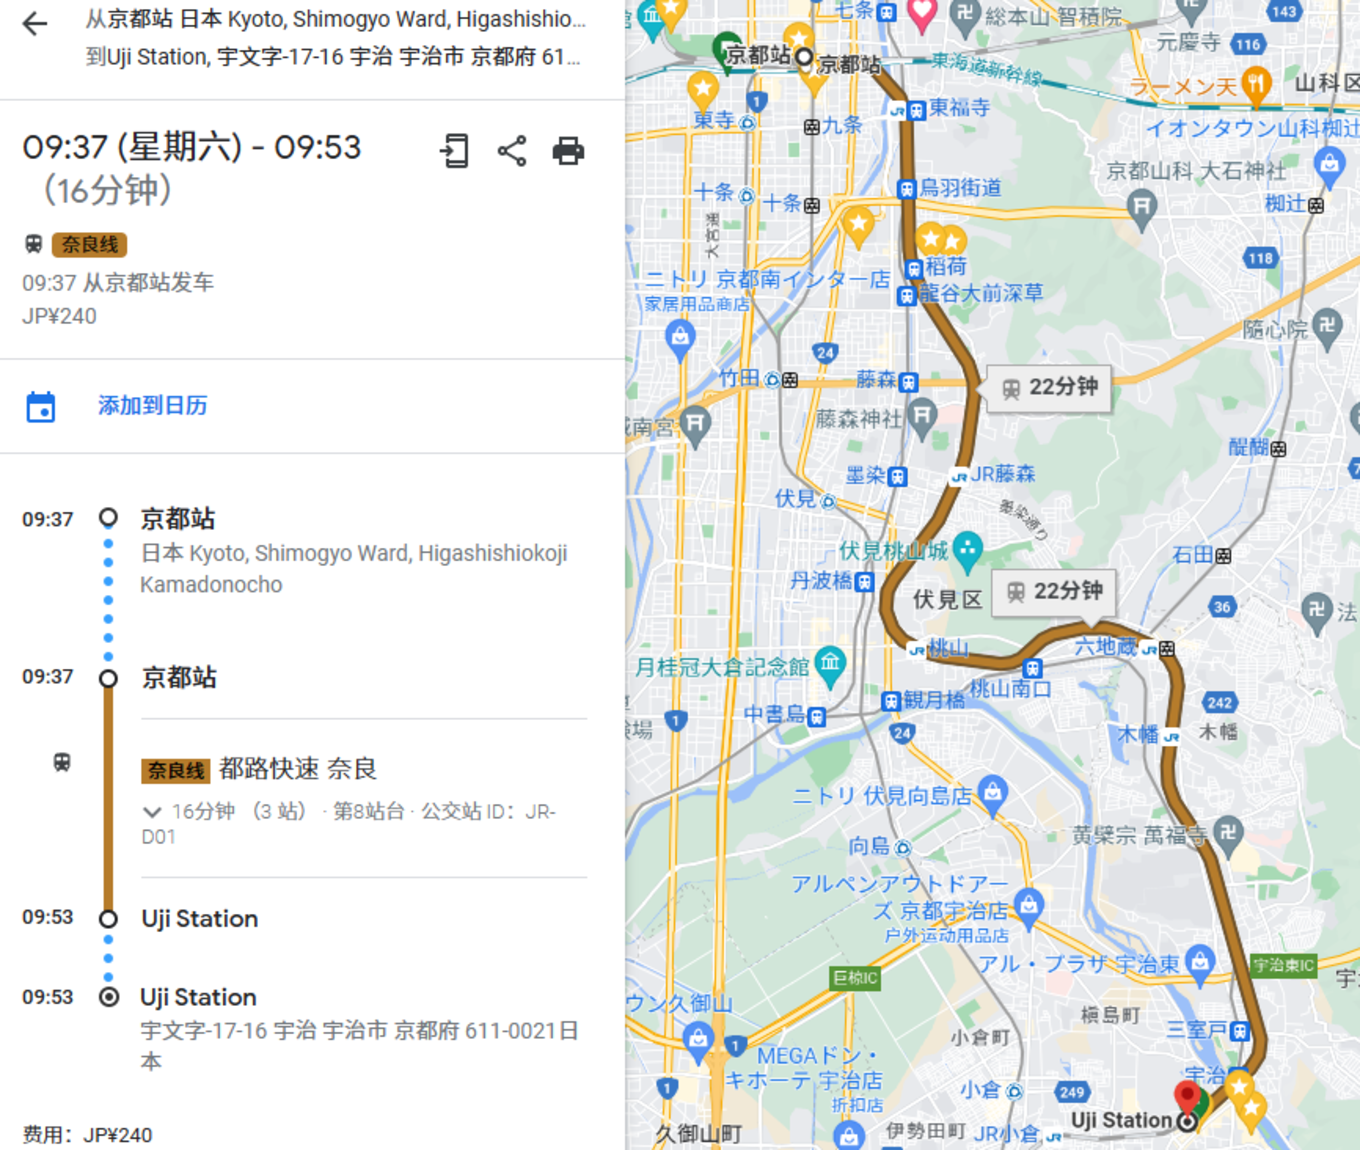 从京都站 日本 Kyoto, Shimogyo Ward, Higashishio...
到Uji Station, 宇文字-17-16 宇治 宇治市 京都府 61...
09:37 (星期六) - 09:53
（16分钟）
奈良线
09:37 从京都站发车
JP¥240
添加到日历
09:37 京都站
日本 Kyoto, Shimogyo Ward, Higashishiokoji
Kamadonocho
09:37 京都站
奈良线 都路快速 奈良
16分钟 （3 站） · 第8站台 · 公交站 ID： JR-
D01
09:53 Uji Station
09:53 Uji Station
宇文字-17-16 宇治 宇治市 京都府 611-0021日
本
费用： JP¥240
七条
総本山 智積院
143
元慶寺
116
京都站
京都站
東海道新幹線
ラーメン天
山科区
1
JR 東福寺
東寺
九条
イオンタウン山科椥辻
京都山科 大石神社
十条
十条
鳥羽街道
椥辻
大宮通
118
稲荷
ニトリ 京都南インター店
家居用品商店
龍谷大前深草
隨心院
24
竹田
藤森
22分钟
城南宮
藤森神社
醍醐
墨染
JR JR藤森
伏見
墨染通り
伏見桃山城
石田
丹波橋
22分钟
伏見区
36
法
JR 桃山
六地蔵 JR
月桂冠大倉記念館
桃山南口
観月橋
242
中書島
1
場
24
木幡 JR
木幡
ニトリ 伏見向島店
黄檗宗 萬福寺
向島
アルペンアウトドアー
ズ 京都宇治店
户外运动用品店
アル・プラザ 宇治東
宇治東IC
巨椋IC
ウン久御山
槇島町
三室戸
小倉町
1
MEGAドン・
キホーテ 宇治店
折扣店
宇治
1
小倉
249
Uji Station
久御山町
伊勢田町
JR小倉 JR